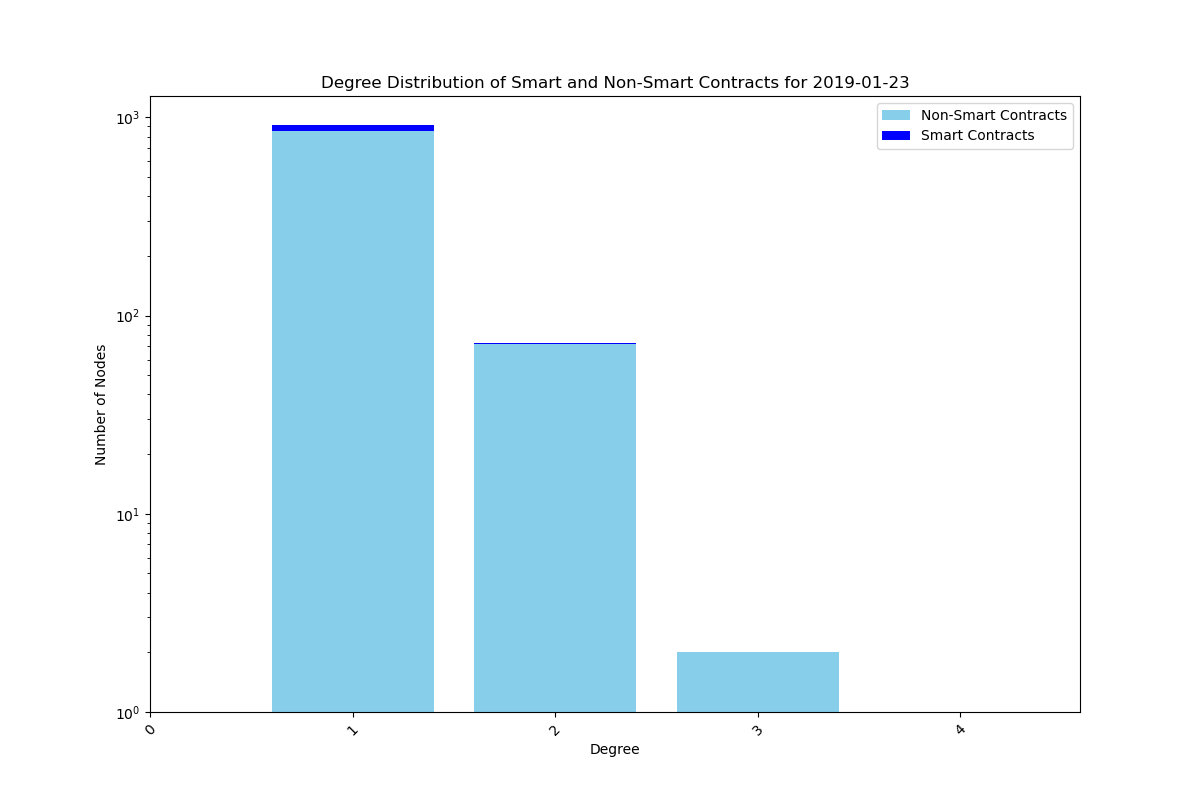 Degree Distribution of Smart and Non-Smart Contracts for 2019-01-23
Non-Smart Contracts
Smart Contracts
Number of Nodes
10³
10²
10¹
10⁰
0 1 2 3 4
Degree